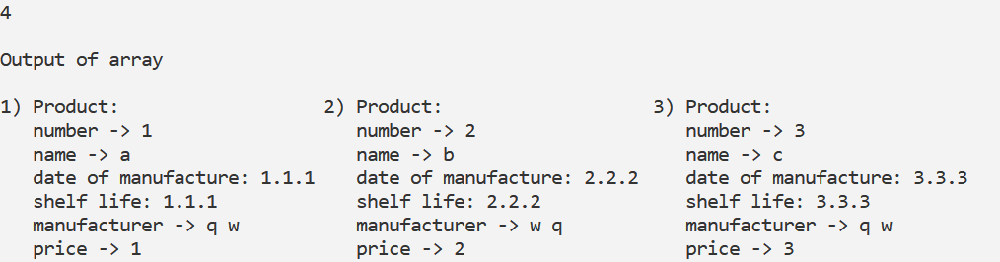 4
Output of array
1) Product: 2) Product: 3) Product:
number -> 1 number -> 2 number -> 3
name -> a name -> b name -> c
date of manufacture: 1.1.1 date of manufacture: 2.2.2 date of manufacture: 3.3.3
shelf life: 1.1.1 shelf life: 2.2.2 shelf life: 3.3.3
manufacturer -> q w manufacturer -> w q manufacturer -> q w
price -> 1 price -> 2 price -> 3